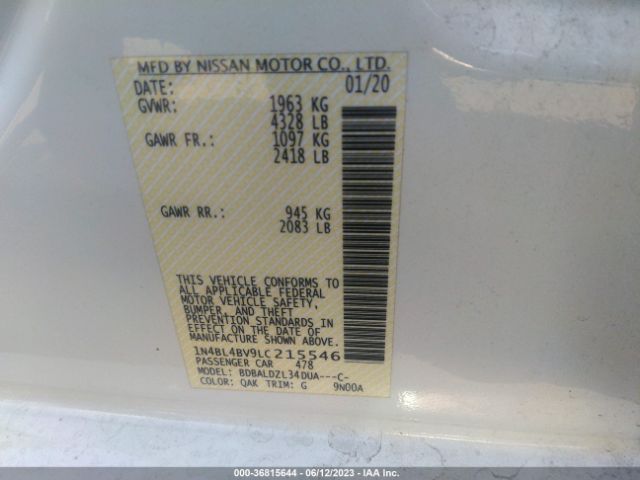 MFD BY NISSAN MOTOR CO., LTD.
DATE: 01/20
GVWR: 1963 KG
4328 LB
GAWR FR.: 1097 KG
2418 LB
GAWR RR.: 945 KG
2083 LB
THIS VEHICLE CONFORMS TO
ALL APPLICABLE FEDERAL
MOTOR VEHICLE SAFETY,
BUMPER, AND THEFT
PREVENTION STANDARDS IN
EFFECT ON THE DATE OF
MANUFACTURE SHOWN ABOVE.
1N4BL4BV9LC215546
PASSENGER CAR 478
MODEL: BDBALDZL34DUA---C-
COLOR: QAK TRIM: G 9N00A
000-36815644 - 06/12/2023 - IAA Inc.